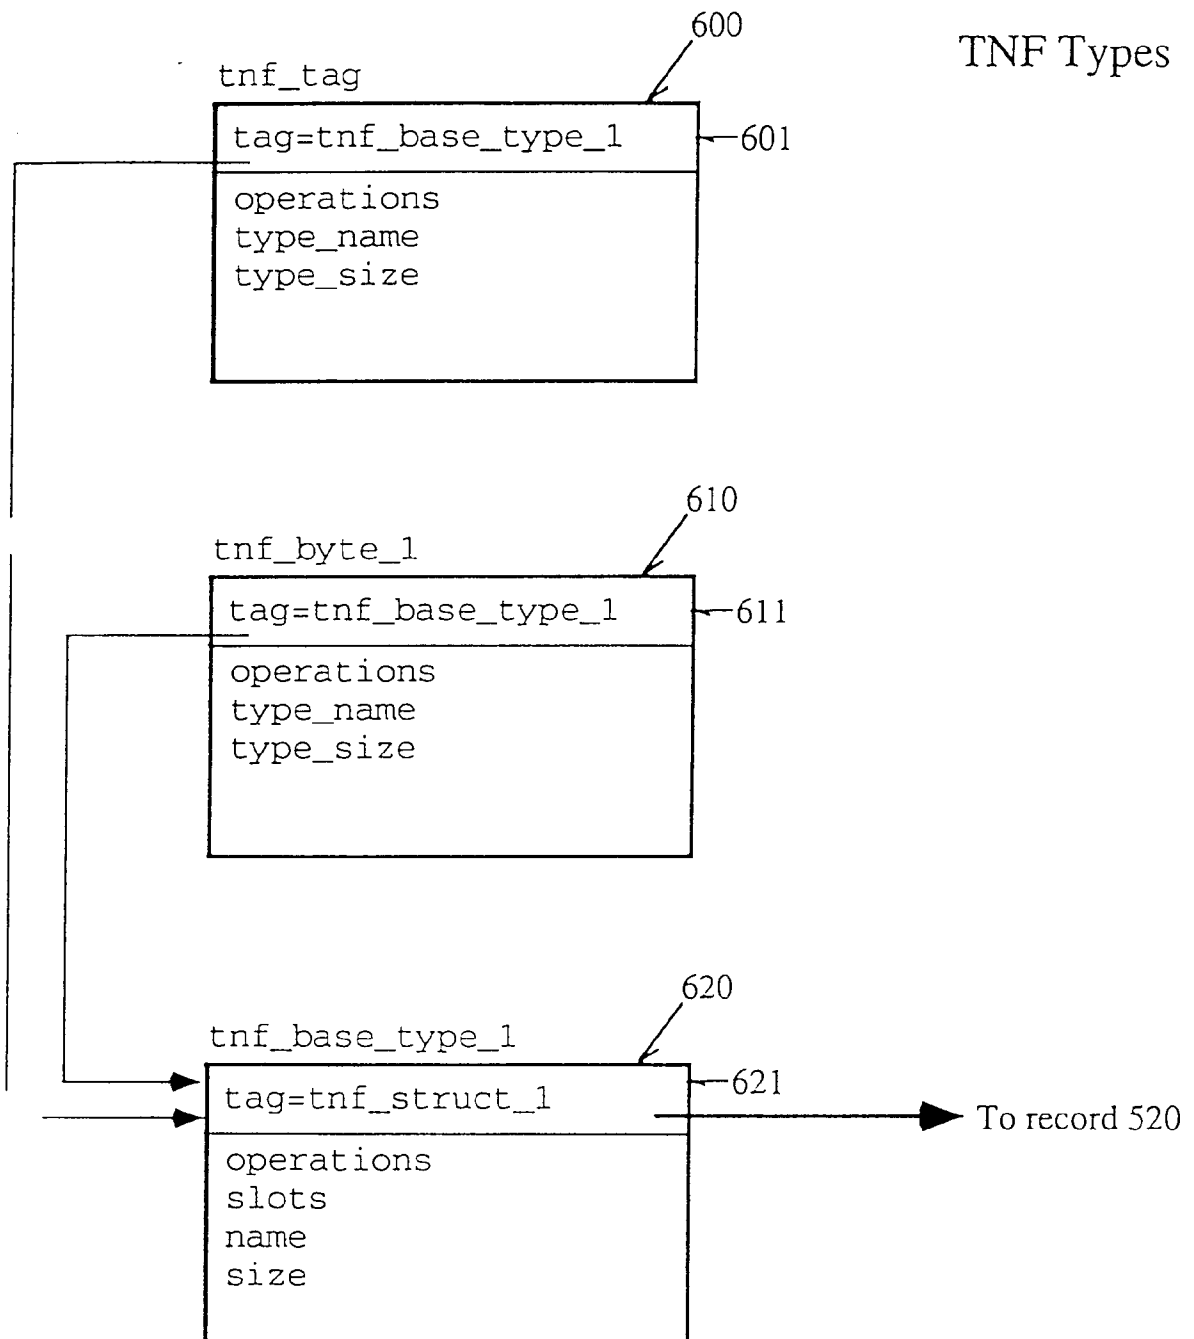 600
TNF Types
tnf_tag
tag=tnf_base_type_1
601
operations
type_name
type_size
610
tnf_byte_1
tag=tnf_base_type_1
611
operations
type_name
type_size
620
tnf_base_type_1
tag=tnf_struct_1
621
To record 520
operations
slots
name
size